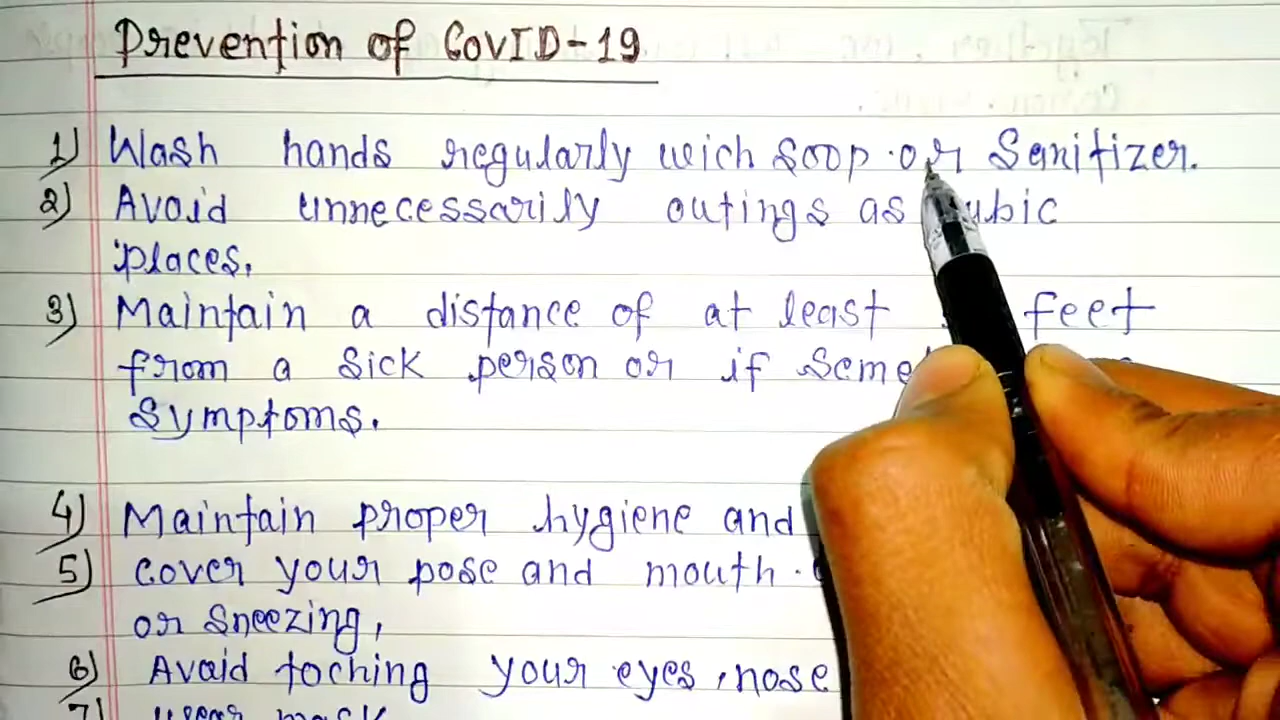 Prevention of CoVID-19
1) Wash hands regularly wich Soop or Sanitizer.
2) Avoid unnecessarily outings as
places.
3) Maintain a distance of at least feet
from a sick person or if
Symptoms.
4) Maintain proper hygiene and
5) Cover your pose and mouth.
or Sneezing,
6) Avoid toching your eyes, nose
7)